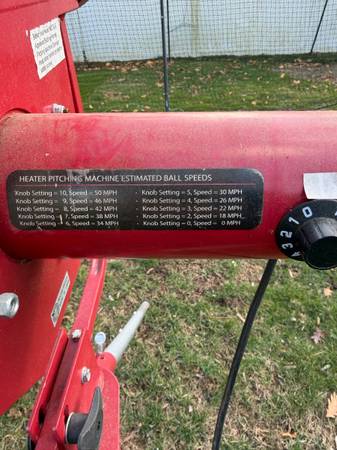 HEATER PITCHING MACHINE ESTIMATED BALL SPEEDS
Knob Setting = 10, Speed = 50 MPH
Knob Setting = 9, Speed = 46 MPH
Knob Setting = 8, Speed = 42 MPH
Knob Setting = 7, Speed = 38 MPH
Knob Setting = 6, Speed = 34 MPH
Knob Setting = 5, Speed = 30 MPH
Knob Setting = 4, Speed = 26 MPH
Knob Setting = 3, Speed = 22 MPH
Knob Setting = 2, Speed = 18 MPH
Knob Setting = 0, Speed = 0 MPH
0
1
2
3
4